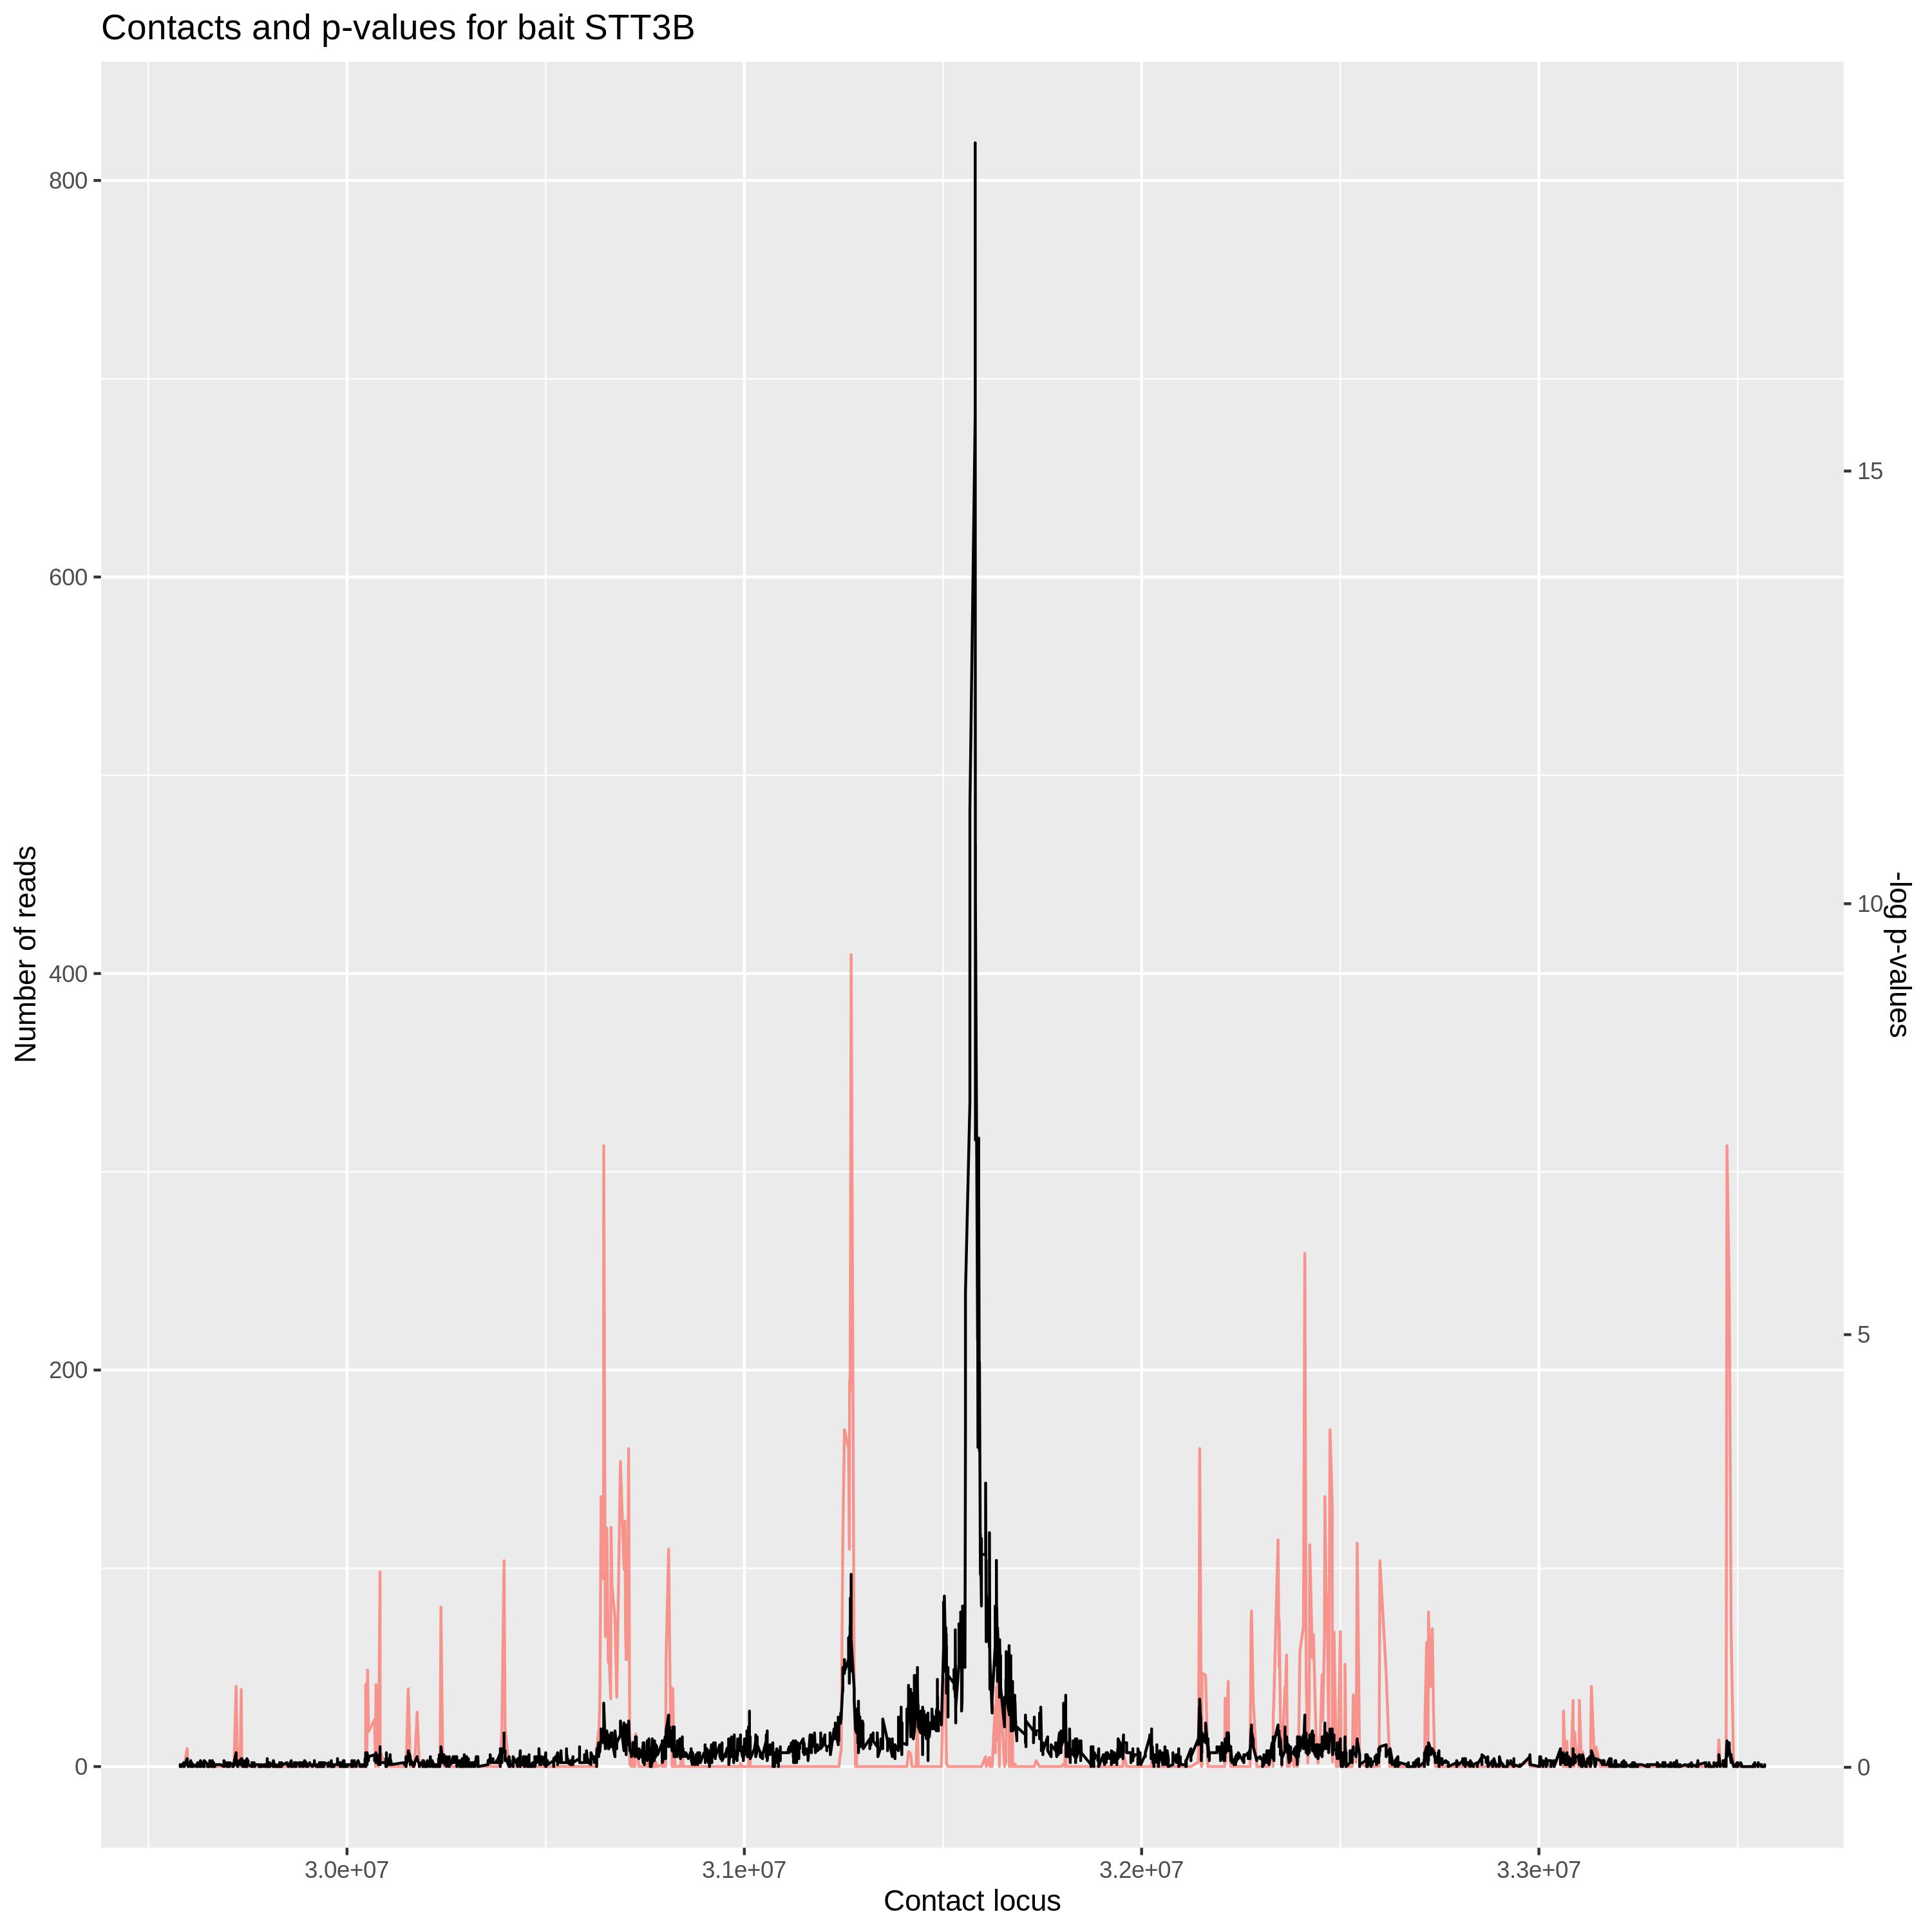 Contacts and p-values for bait STT3B
Number of reads
800
600
400
200
0
15
10
5
0
-log p-values
3.0e+07
3.1e+07
3.2e+07
3.3e+07
Contact locus